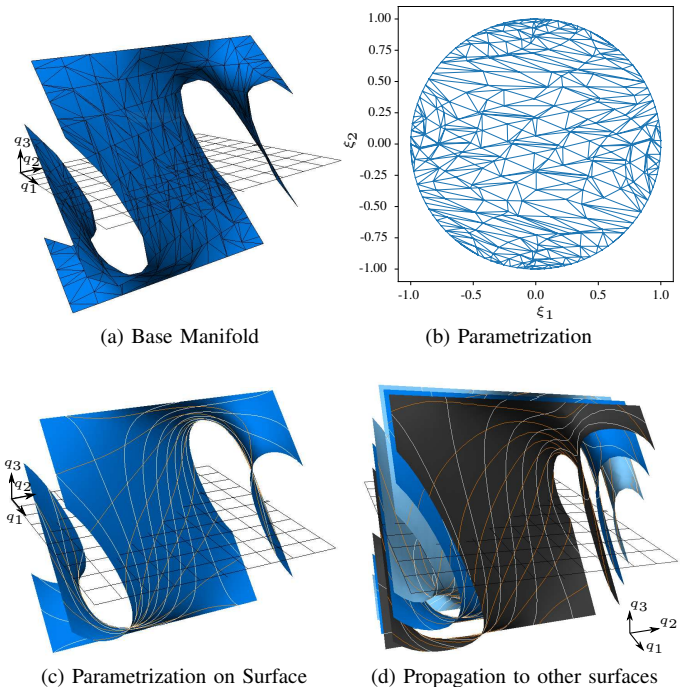 q3
q2
q1
(a) Base Manifold
1.00
0.75
0.50
0.25
0.00
-0.25
-0.50
-0.75
-1.00
ξ2
-1.0 -0.5 0.0 0.5 1.0
ξ1
(b) Parametrization
q3
q2
q1
(c) Parametrization on Surface
q3
q2
q1
(d) Propagation to other surfaces